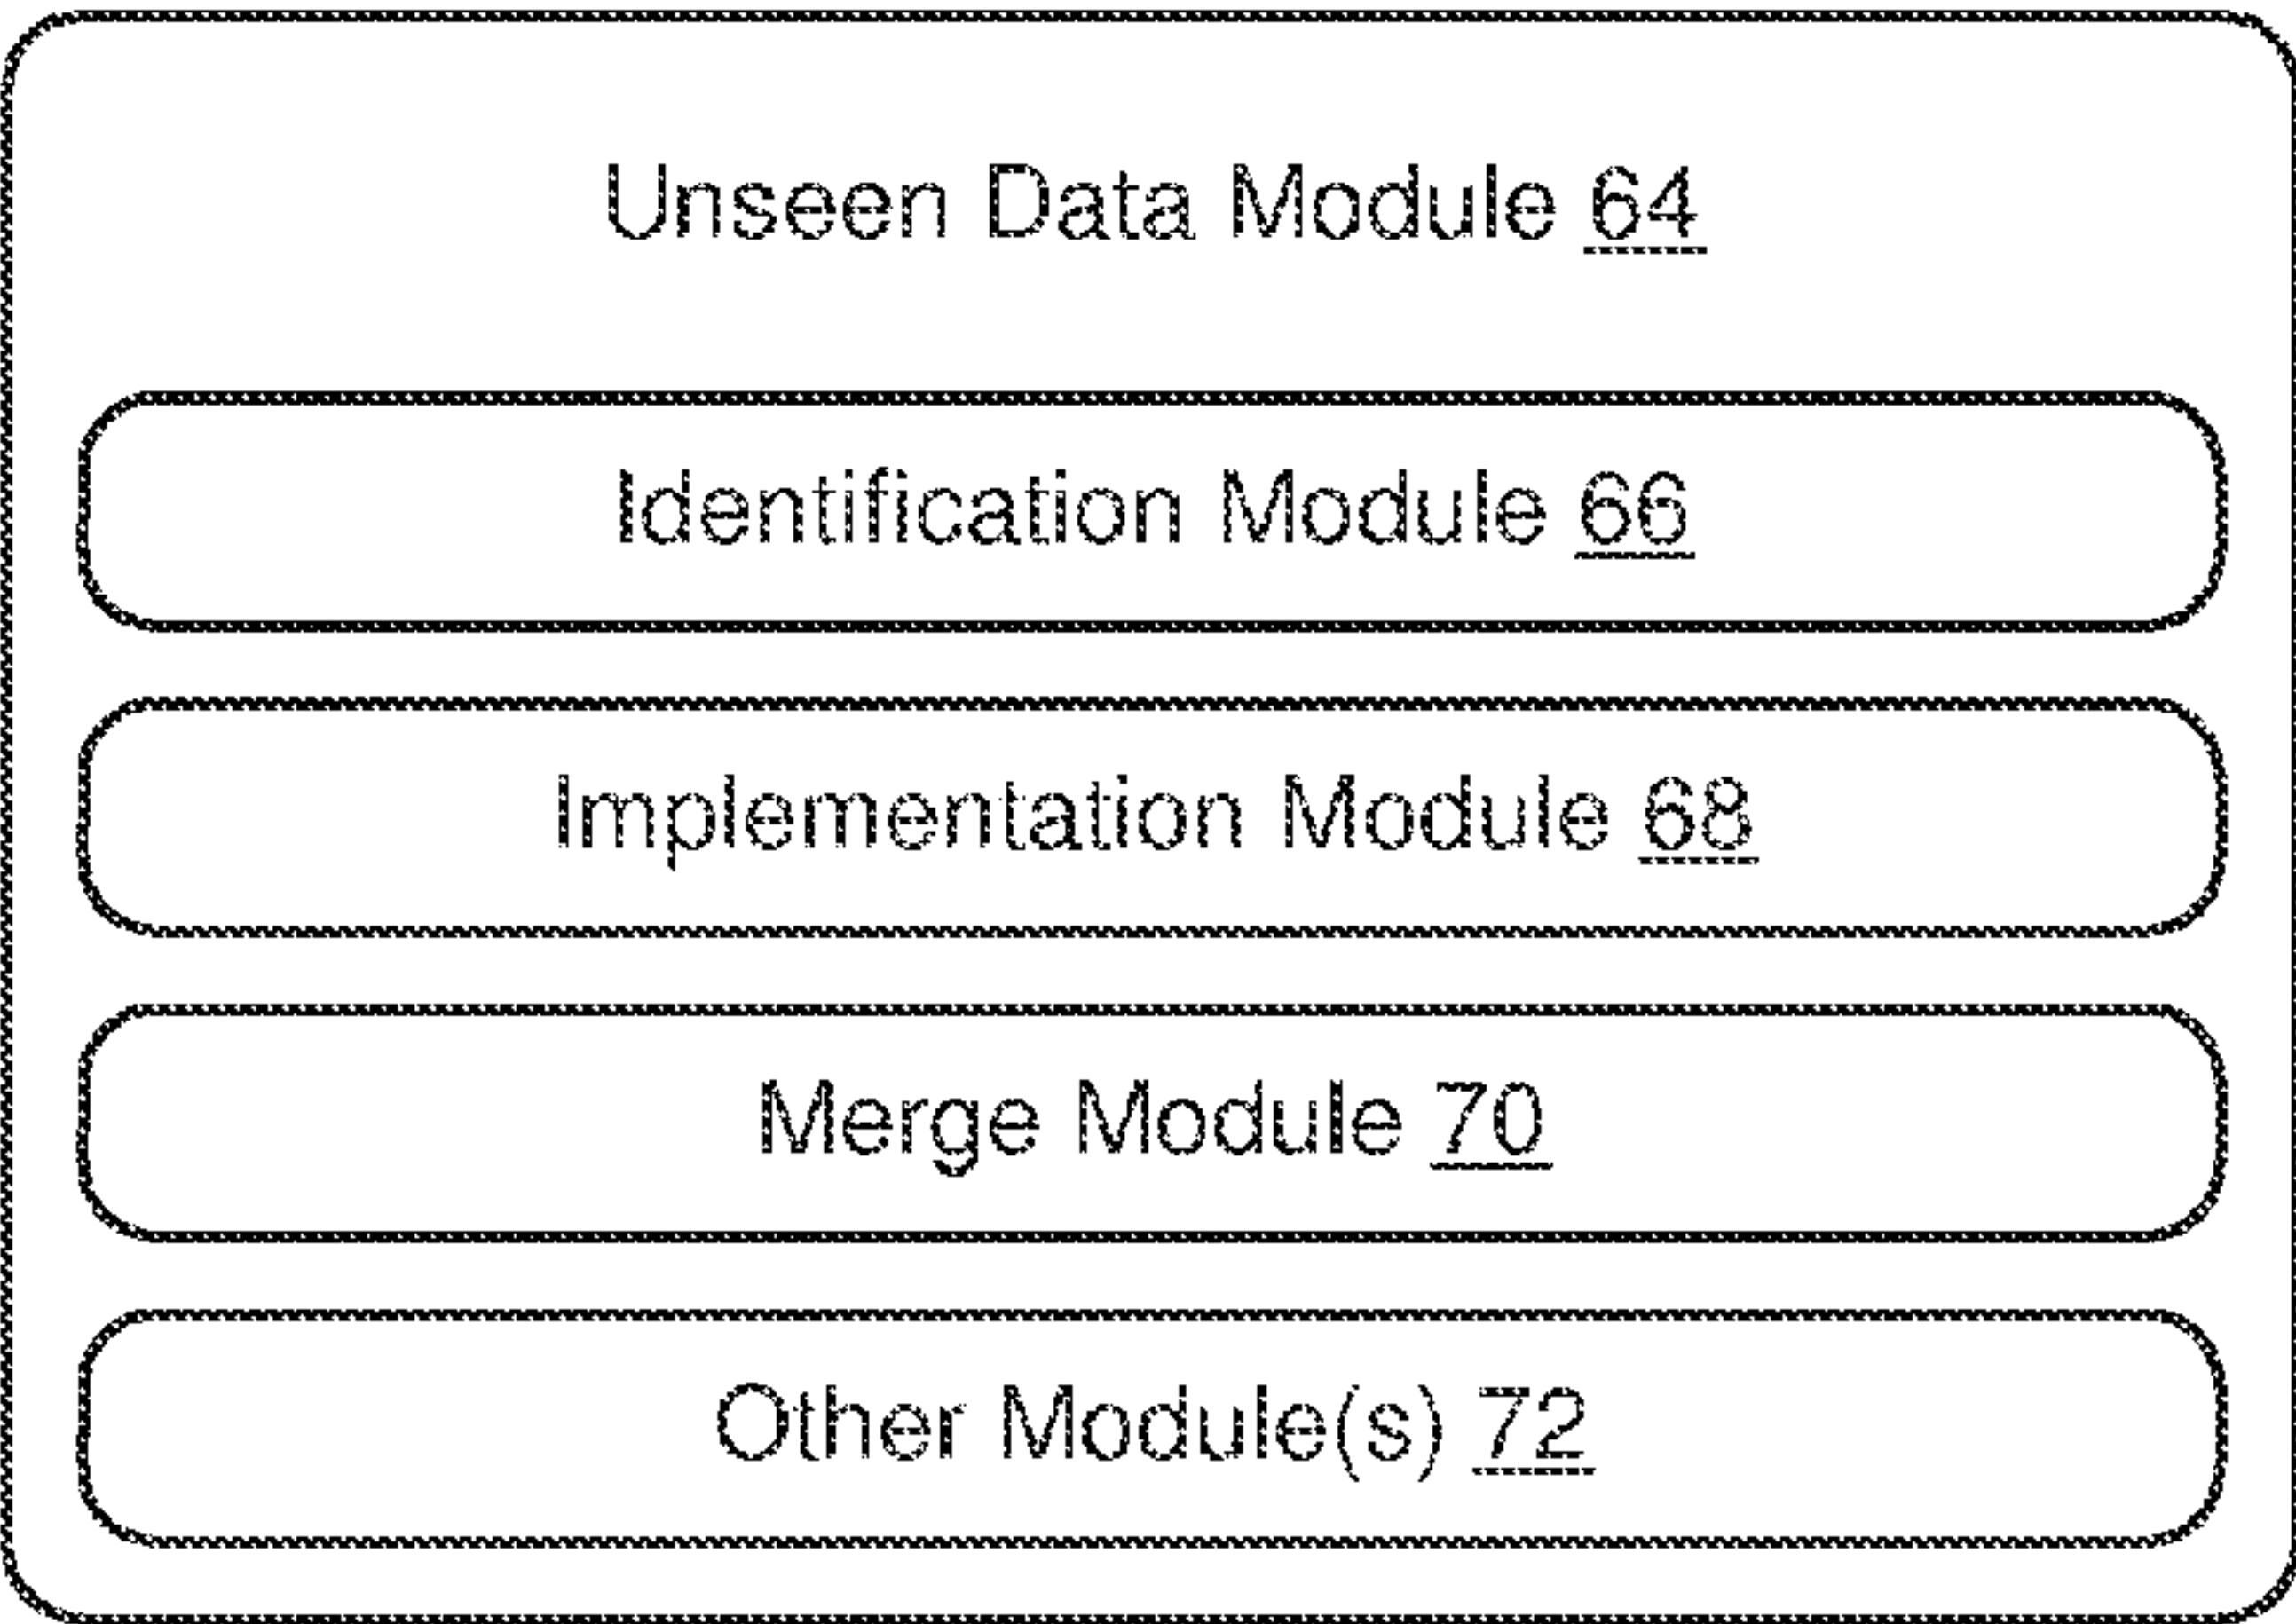 Unseen Data Module 64
Identification Module 66
Implementation Module 68
Merge Module 70
Other Module(s) 72